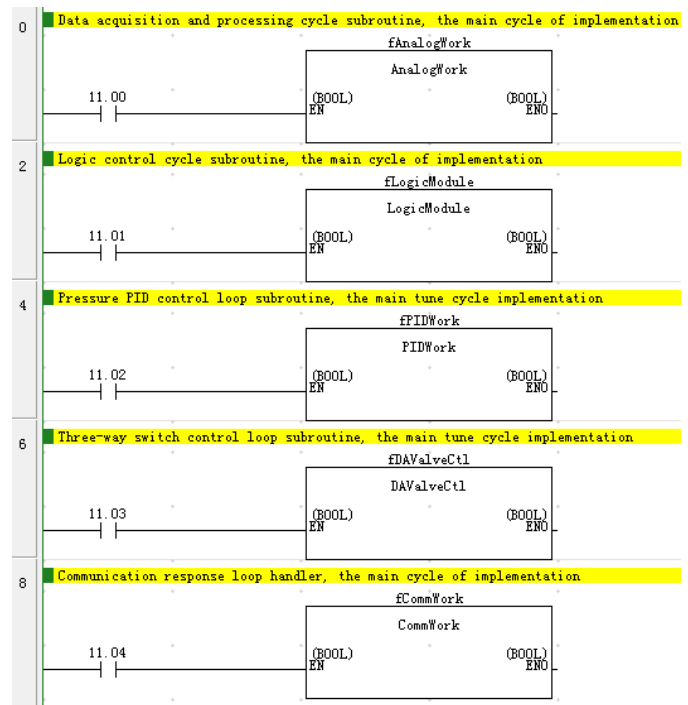 0
Data acquisition and processing cycle subroutine, the main cycle of implementation
fAnalogWork
AnalogWork
11.00
(BOOL) (BOOL)
EN ENO
2
Logic control cycle subroutine, the main cycle of implementation
fLogicModule
LogicModule
11.01
(BOOL) (BOOL)
EN ENO
4
Pressure PID control loop subroutine, the main tune cycle implementation
fPIDWork
PIDWork
11.02
(BOOL) (BOOL)
EN ENO
6
Three-way switch control loop subroutine, the main tune cycle implementation
fDAValveCtl
DAValveCtl
11.03
(BOOL) (BOOL)
EN ENO
8
Communication response loop handler, the main cycle of implementation
fCommWork
CommWork
11.04
(BOOL) (BOOL)
EN ENO